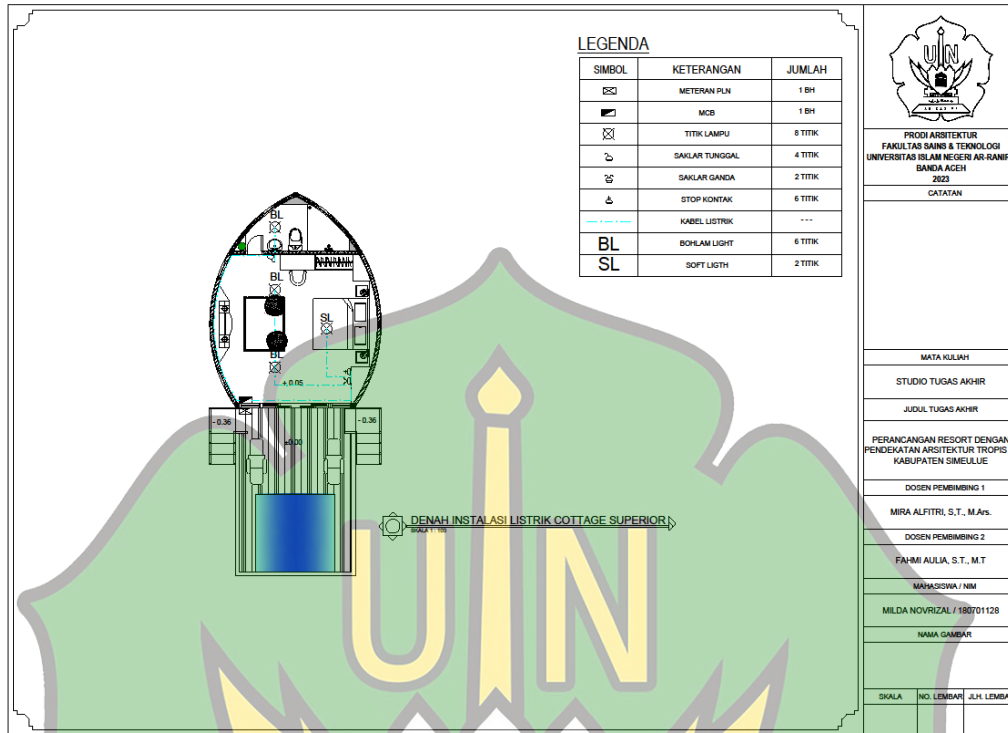 LEGENDA
SIMBOL KETERANGAN JUMLAH
METERAN PLN 1 BH
MCB 1 BH
TITIK LAMPU 8 TITIK
SAKLAR TUNGGAL 4 TITIK
SAKLAR GANDA 2 TITIK
STOP KONTAK 6 TITIK
KABEL LISTRIK ---
BL BOHLAM LIGHT 6 TITIK
SL SOFT LIGTH 2 TITIK
BL
BL
SL
BL
+ 0.05
- 0.36
- 0.36
±0.00
DENAH INSTALASI LISTRIK COTTAGE SUPERIOR
SKALA 1 : 100
UIN
UIN
PRODI ARSITEKTUR
FAKULTAS SAINS & TEKNOLOGI
UNIVERSITAS ISLAM NEGERI AR-RANIR
BANDA ACEH
2023
CATATAN
MATA KULIAH
STUDIO TUGAS AKHIR
JUDUL TUGAS AKHIR
PERANCANGAN RESORT DENGAN
PENDEKATAN ARSITEKTUR TROPIS
KABUPATEN SIMEULUE
DOSEN PEMBIMBING 1
MIRA ALFITRI, S,T., M.Ars.
DOSEN PEMBIMBING 2
FAHMI AULIA, S.T., M.T
MAHASISWA / NIM
MILDA NOVRIZAL / 180701128
NAMA GAMBAR
SKALA NO. LEMBAR JLH. LEMBA